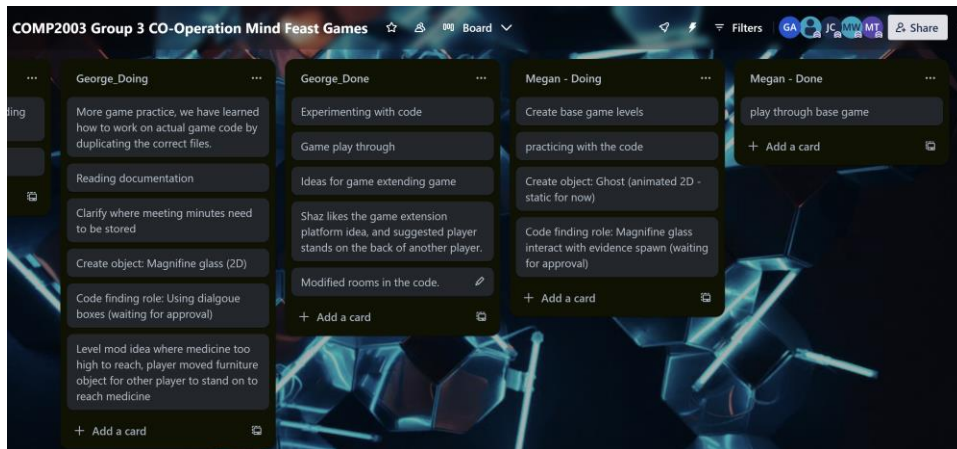 COMP2003 Group 3 CO-Operation Mind Feast Games
Board
Filters
GA
JC
MW
MT
Share
ding
George_Doing
More game practice, we have learned
how to work on actual game code by
duplicating the correct files.
Reading documentation
Clarify where meeting minutes need
to be stored
Create object: Magnifine glass (2D)
Code finding role: Using dialgoue
boxes (waiting for approval)
Level mod idea where medicine too
high to reach, player moved furniture
object for other player to stand on to
reach medicine
+ Add a card
George_Done
Experimenting with code
Game play through
Ideas for game extending game
Shaz likes the game extension
platform idea, and suggested player
stands on the back of another player.
Modified rooms in the code.
+ Add a card
Megan - Doing
Create base game levels
practicing with the code
Create object: Ghost (animated 2D -
static for now)
Code finding role: Magnifine glass
interact with evidence spawn (waiting
for approval)
+ Add a card
Megan - Done
play through base game
+ Add a card